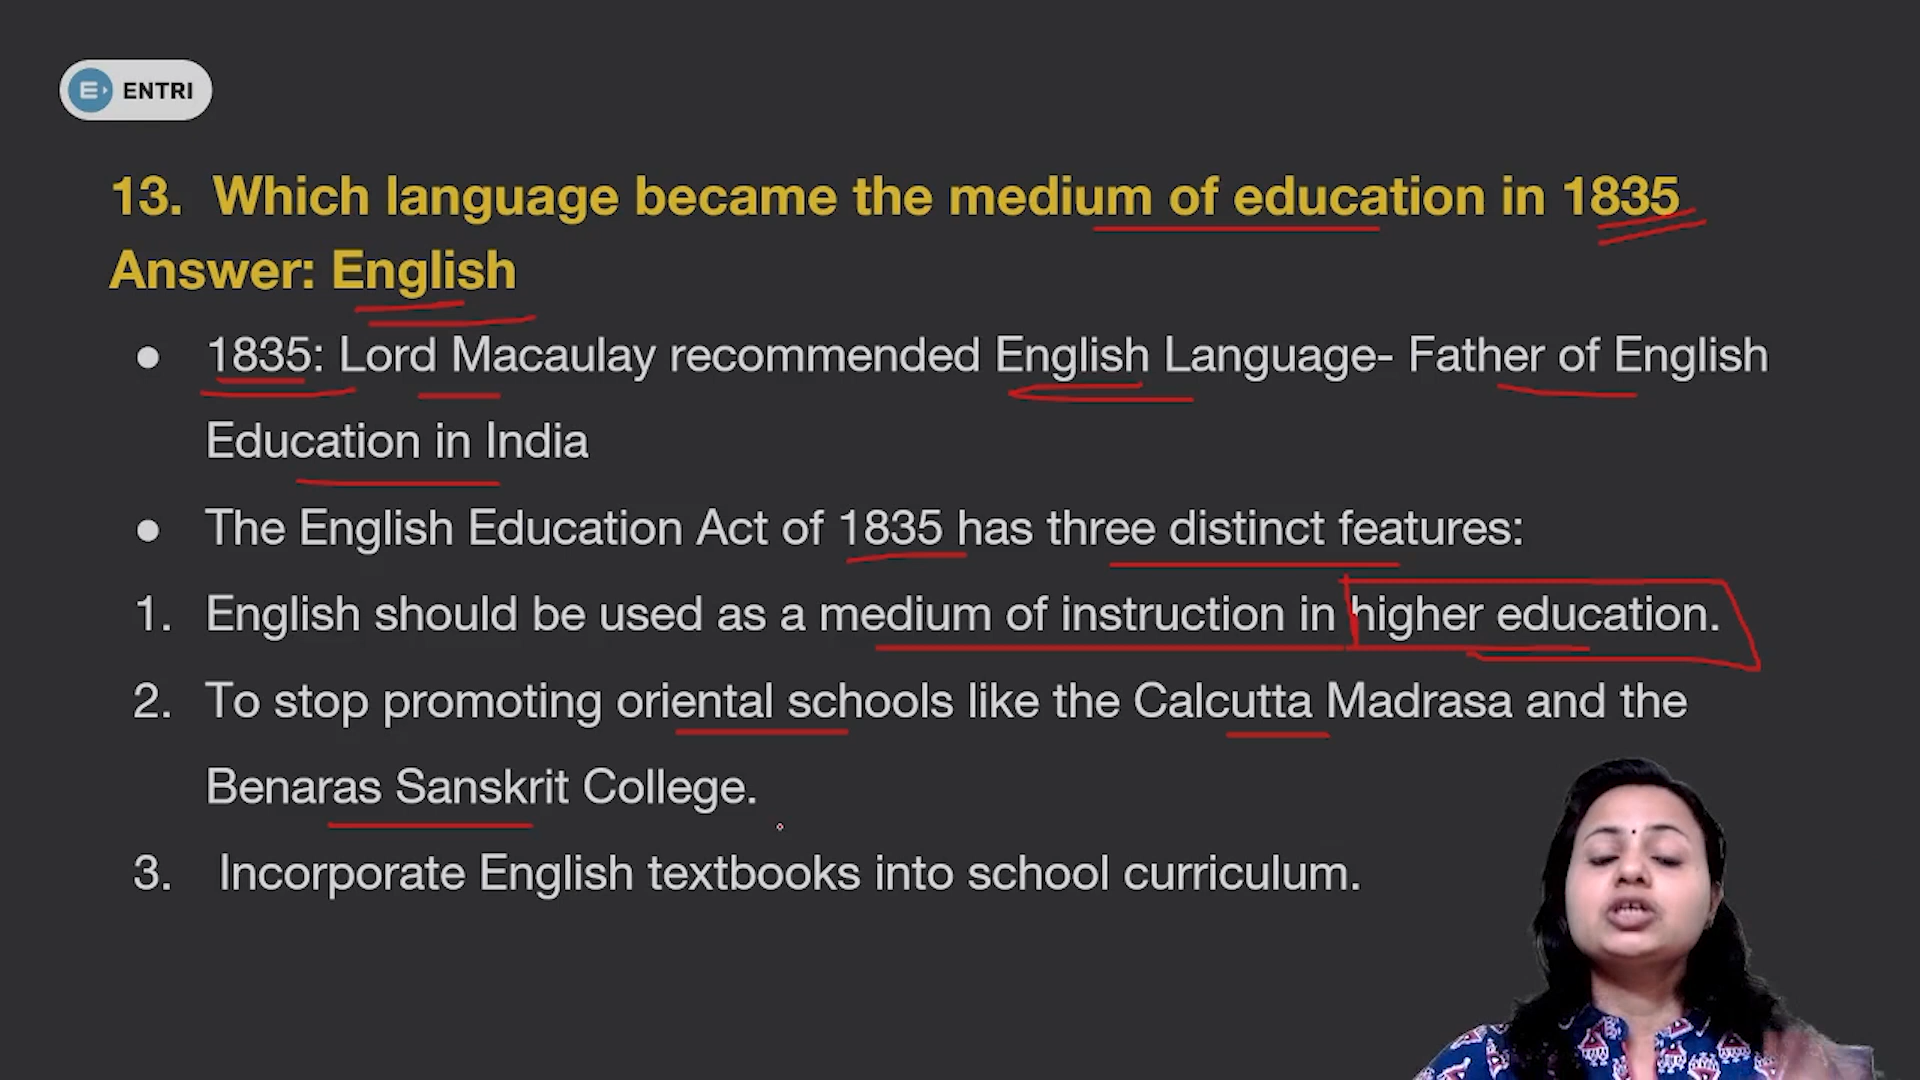 ENTRI
13. Which language became the medium of education in 1835
Answer: English
● 1835: Lord Macaulay recommended English Language- Father of English
Education in India
● The English Education Act of 1835 has three distinct features:
1. English should be used as a medium of instruction in higher education.
2. To stop promoting oriental schools like the Calcutta Madrasa and the
Benaras Sanskrit College.
3. Incorporate English textbooks into school curriculum.